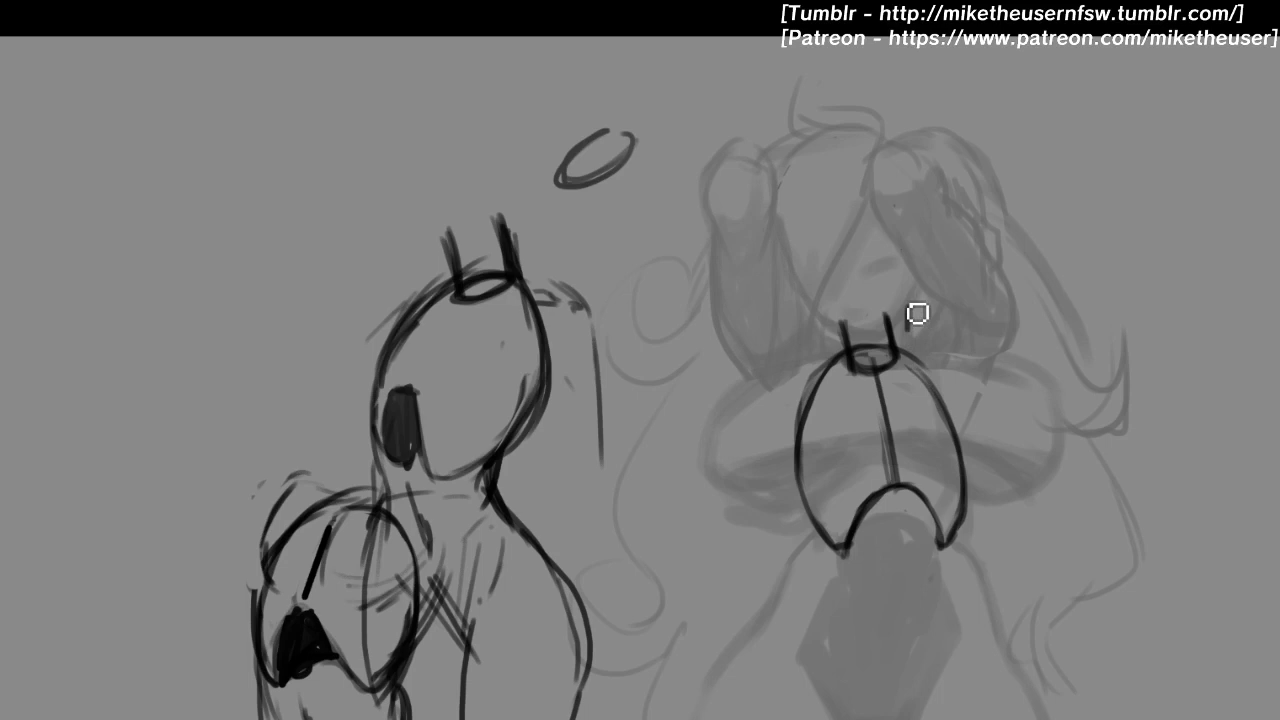 [Tumblr - http://miketheusernfsw.tumblr.com/]
[Patreon - https://www.patreon.com/miketheuser]